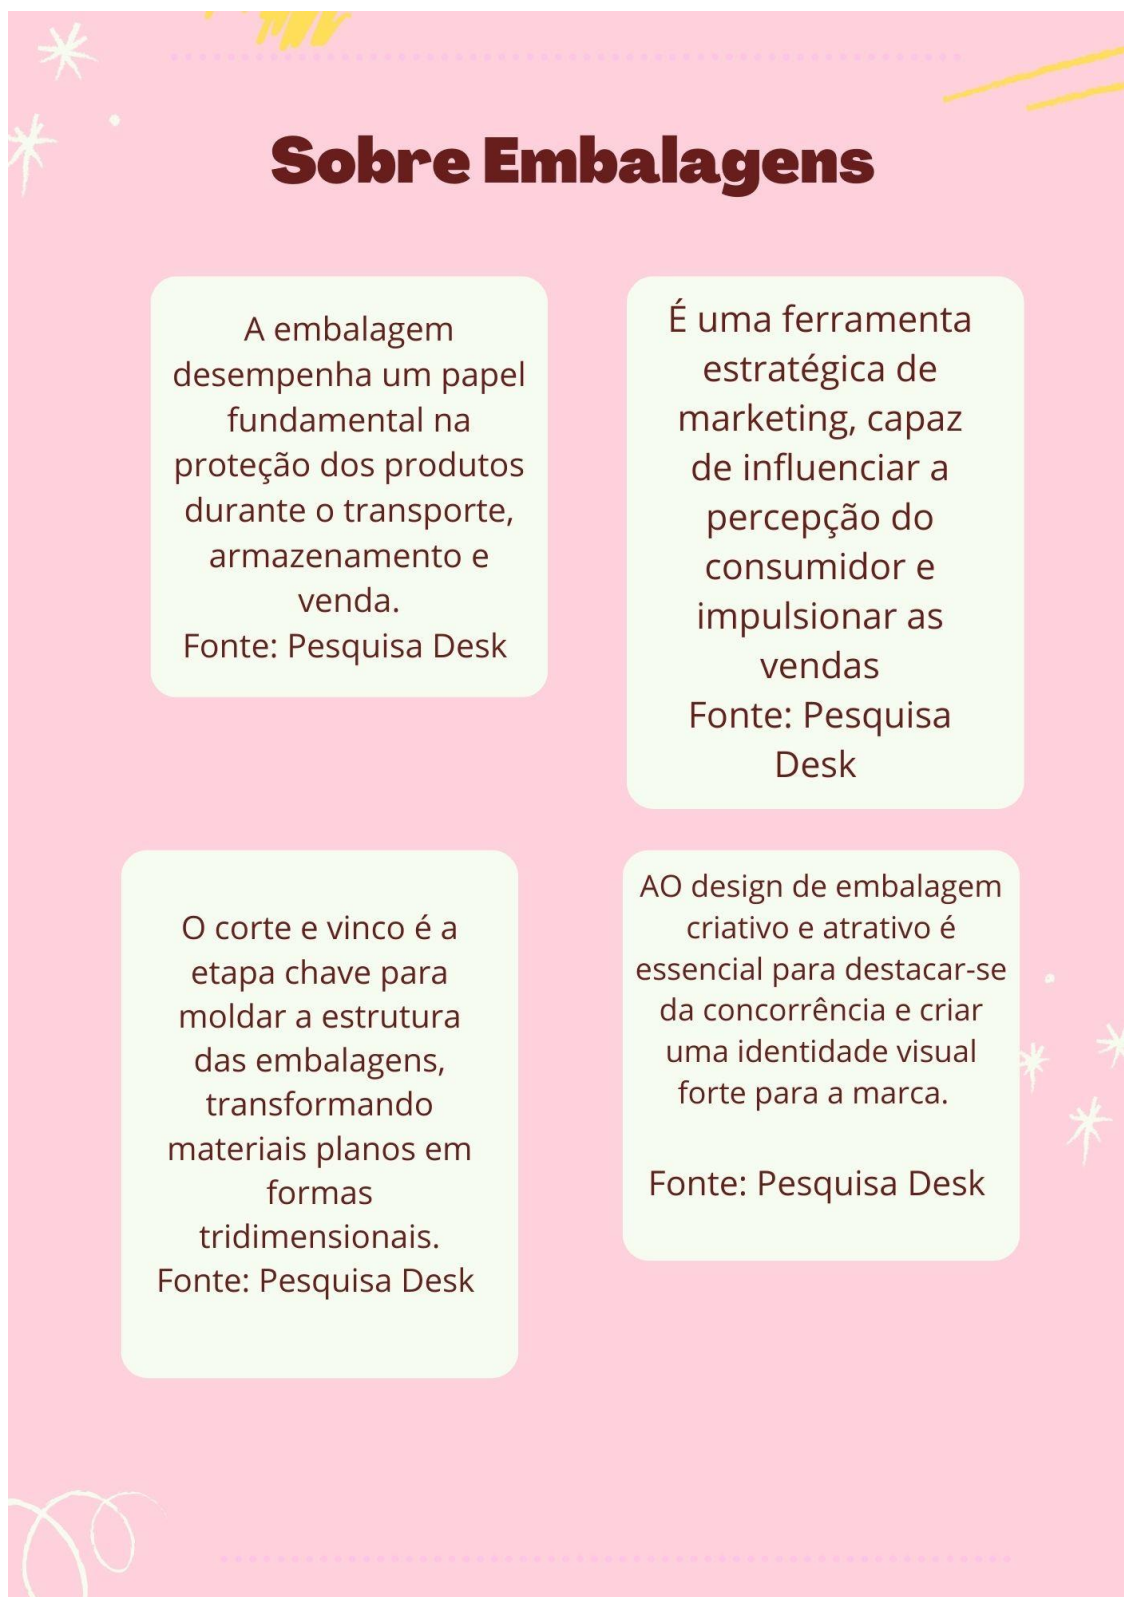 Sobre Embalagens
A embalagem
desempenha um papel
fundamental na
proteção dos produtos
durante o transporte,
armazenamento e
venda.
Fonte: Pesquisa Desk
É uma ferramenta
estratégica de
marketing, capaz
de influenciar a
percepção do
consumidor e
impulsionar as
vendas
Fonte: Pesquisa
Desk
O corte e vinco é a
etapa chave para
moldar a estrutura
das embalagens,
transformando
materiais planos em
formas
tridimensionais.
Fonte: Pesquisa Desk
AO design de embalagem
criativo e atrativo é
essencial para destacar-se
da concorrência e criar
uma identidade visual
forte para a marca.
Fonte: Pesquisa Desk